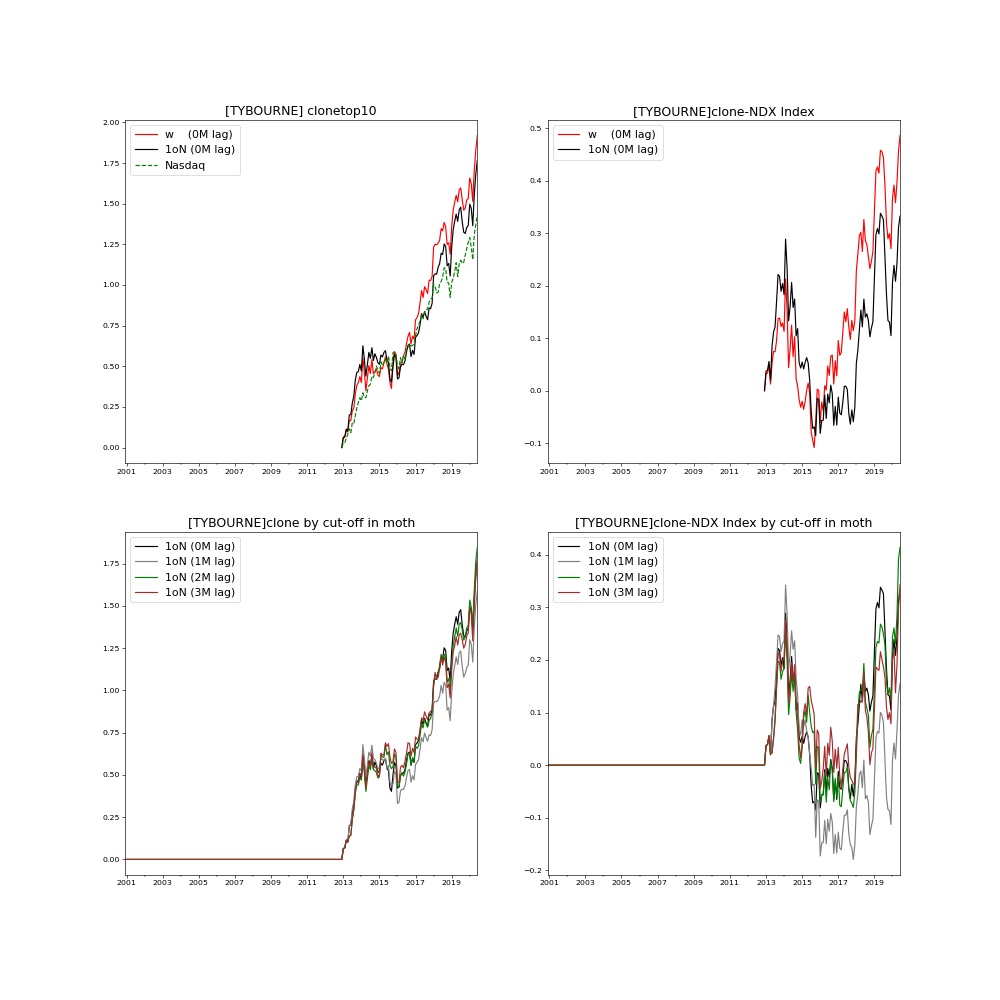 [TYBOURNE] clonetop10
2.00
1.75
1.50
1.25
1.00
0.75
0.50
0.25
0.00
w (0M lag)
1oN (0M lag)
Nasdaq
2001 2003 2005 2007 2009 2011 2013 2015 2017 2019
[TYBOURNE]clone-NDX Index
0.5
0.4
0.3
0.2
0.1
0.0
−0.1
w (0M lag)
1oN (0M lag)
2001 2003 2005 2007 2009 2011 2013 2015 2017 2019
[TYBOURNE]clone by cut-off in moth
1.75
1.50
1.25
1.00
0.75
0.50
0.25
0.00
1oN (0M lag)
1oN (1M lag)
1oN (2M lag)
1oN (3M lag)
2001 2003 2005 2007 2009 2011 2013 2015 2017 2019
[TYBOURNE]clone-NDX Index by cut-off in moth
0.4
0.3
0.2
0.1
0.0
−0.1
−0.2
1oN (0M lag)
1oN (1M lag)
1oN (2M lag)
1oN (3M lag)
2001 2003 2005 2007 2009 2011 2013 2015 2017 2019